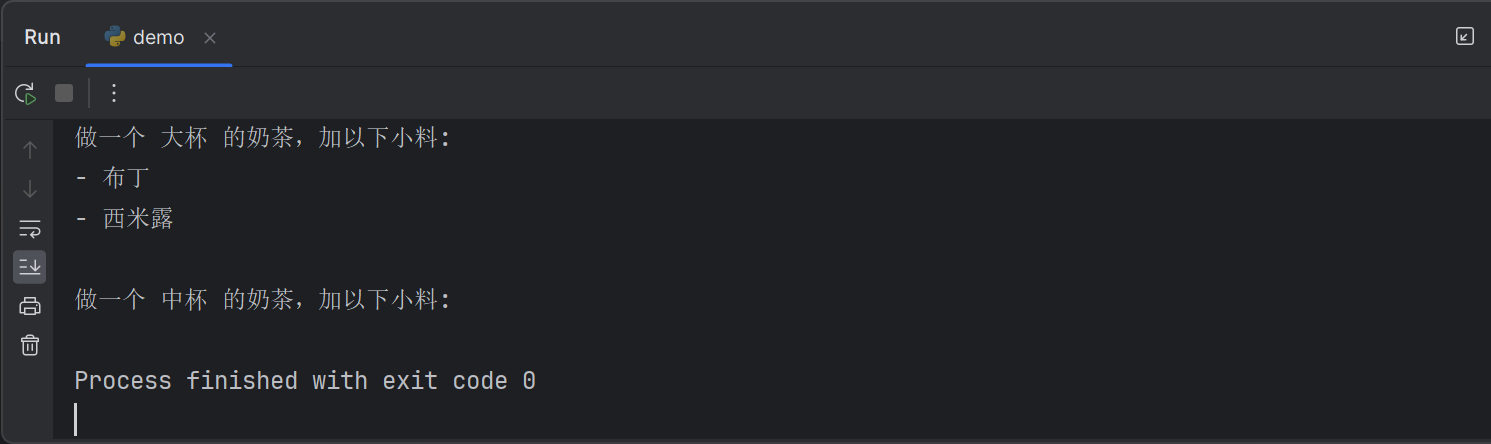 Run demo
做一个 大杯 的奶茶，加以下小料：
- 布丁
- 西米露
做一个 中杯 的奶茶，加以下小料：
Process finished with exit code 0